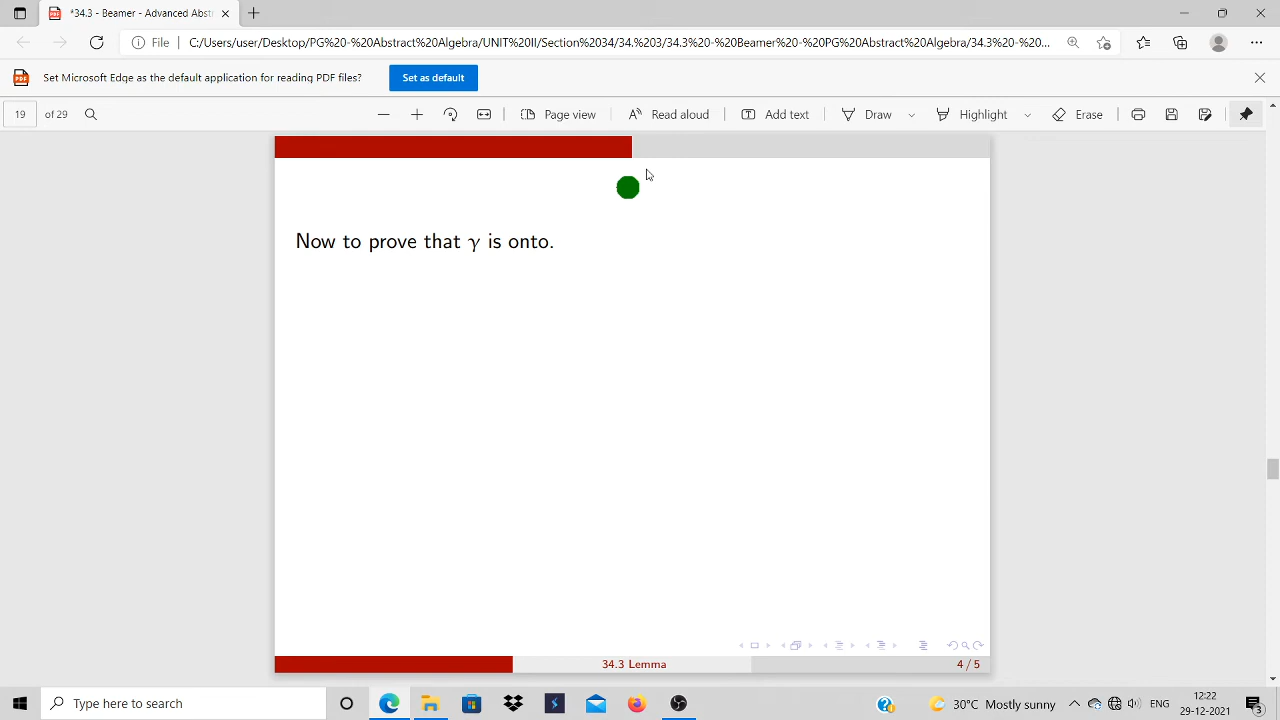 *34.3 - Beamer - Advanced Abst
File
C:/Users/user/Desktop/PG%20-%20Abstract%20Algebra/UNIT%20II/Section%2034/34.%203/34.3%20-%20Beamer%20-%20PG%20Abstract%20Algebra/34.3%20-%20...
Set Microsoft Edge as the default application for reading PDF files?
Set as default
19 of 29
Page view
Read aloud
Add text
Draw
Highlight
Erase
Now to prove that γ is onto.
34.3 Lemma
4 / 5
Type here to search
30°C Mostly sunny
ENG
12:22
29-12-2021
3